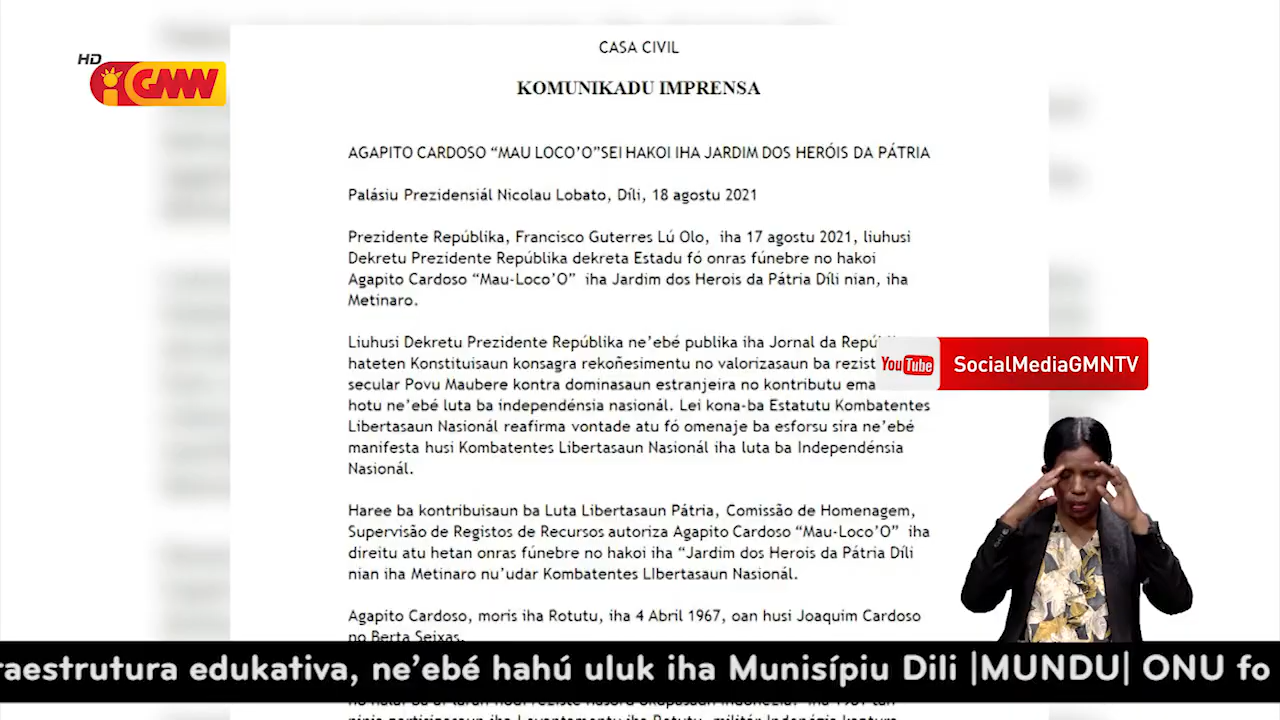 CASA CIVIL
HD
GMN
KOMUNIKADU IMPRENSA
AGAPITO CARDOSO “MAU LOCO’O”SEI HAKOI IHA JARDIM DOS HERÓIS DA PÁTRIA
Palásiu Prezidensiál Nicolau Lobato, Díli, 18 agostu 2021
Prezidente Repúblika, Francisco Guterres Lú Olo, iha 17 agostu 2021, liuhusi
Dekretu Prezidente Repúblika dekreta Estadu fó onras fúnebre no hakoi
Agapito Cardoso “Mau-Loco’O” iha Jardim dos Herois da Pátria Díli nian, iha
Metinaro.
Liuhusi Dekretu Prezidente Repúblika ne’ebé publika iha Jornal da
hateten Konstituisaun konsagra rekoñesimentu no valorizasaun ba
secular Povu Maubere kontra dominasaun estranjeira no kontributu ema
hotu ne’ebé luta ba independénsia nasionál. Lei kona-ba Estatutu Kombatentes
Libertasaun Nasionál reafirma vontade atu fó omenaje ba esforsu sira ne’ebé
manifesta husi Kombatentes Libertasaun Nasionál iha luta ba Independénsia
Nasionál.
YouTube SocialMediaGMNTV
Haree ba kontribuisaun ba Luta Libertasaun Pátria, Comissão de Homenagem,
Supervisão de Registos de Recursos autoriza Agapito Cardoso “Mau-Loco’O” iha
direitu atu hetan onras fúnebre no hakoi iha “Jardim dos Herois da Pátria Díli
nian iha Metinaro nu’udar Kombatentes LIbertasaun Nasionál.
Agapito Cardoso, moris iha Rotutu, iha 4 Abril 1967, oan husi Joaquim Cardoso
no Berta Seixas.
raestrutura edukativa, ne’ebé hahú uluk iha Munisípiu Dili |MUNDU| ONU fo